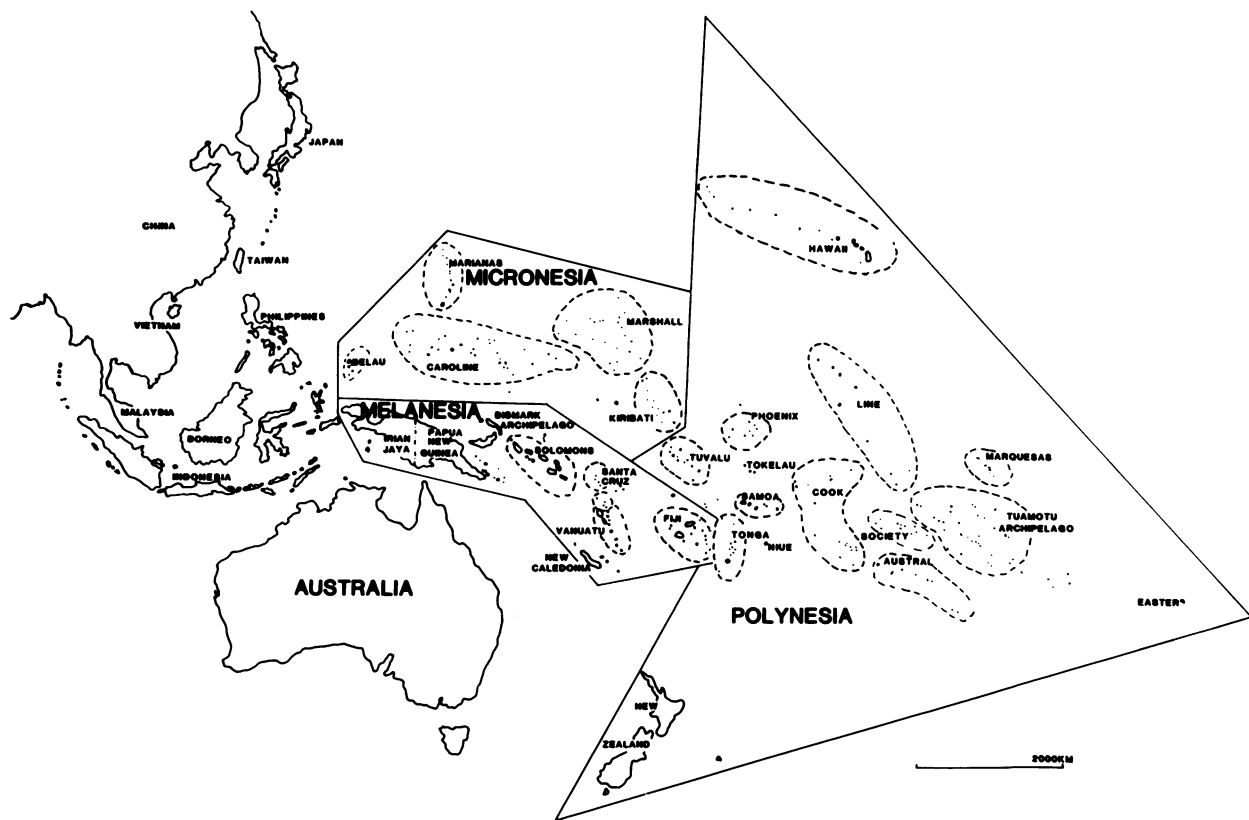 JAPAN
CHINA
TAIWAN
HAWAII
MARIANAS
MICRONESIA
PHILIPPINES
VIETNAM
MARSHALL
BELAU
CAROLINE
LINE
MALAYSIA
MELANESIA
KIRIBATI
PHOENIX
BISMARK
ARCHIPELAGO
BORNEO
IRIAN
JAYA
PAPUA
NEW
GUINEA
SOLOMONS
TUVALU
TOKELAU
MARQUESAS
INDONESIA
SANTA
CRUZ
SAMOA
COOK
VANUATU
FIJI
TONGA
NIUE
SOCIETY
TUAMOTU
ARCHIPELAGO
NEW
CALEDONIA
AUSTRAL
AUSTRALIA
EASTER
POLYNESIA
NEW
ZEALAND
2000KM